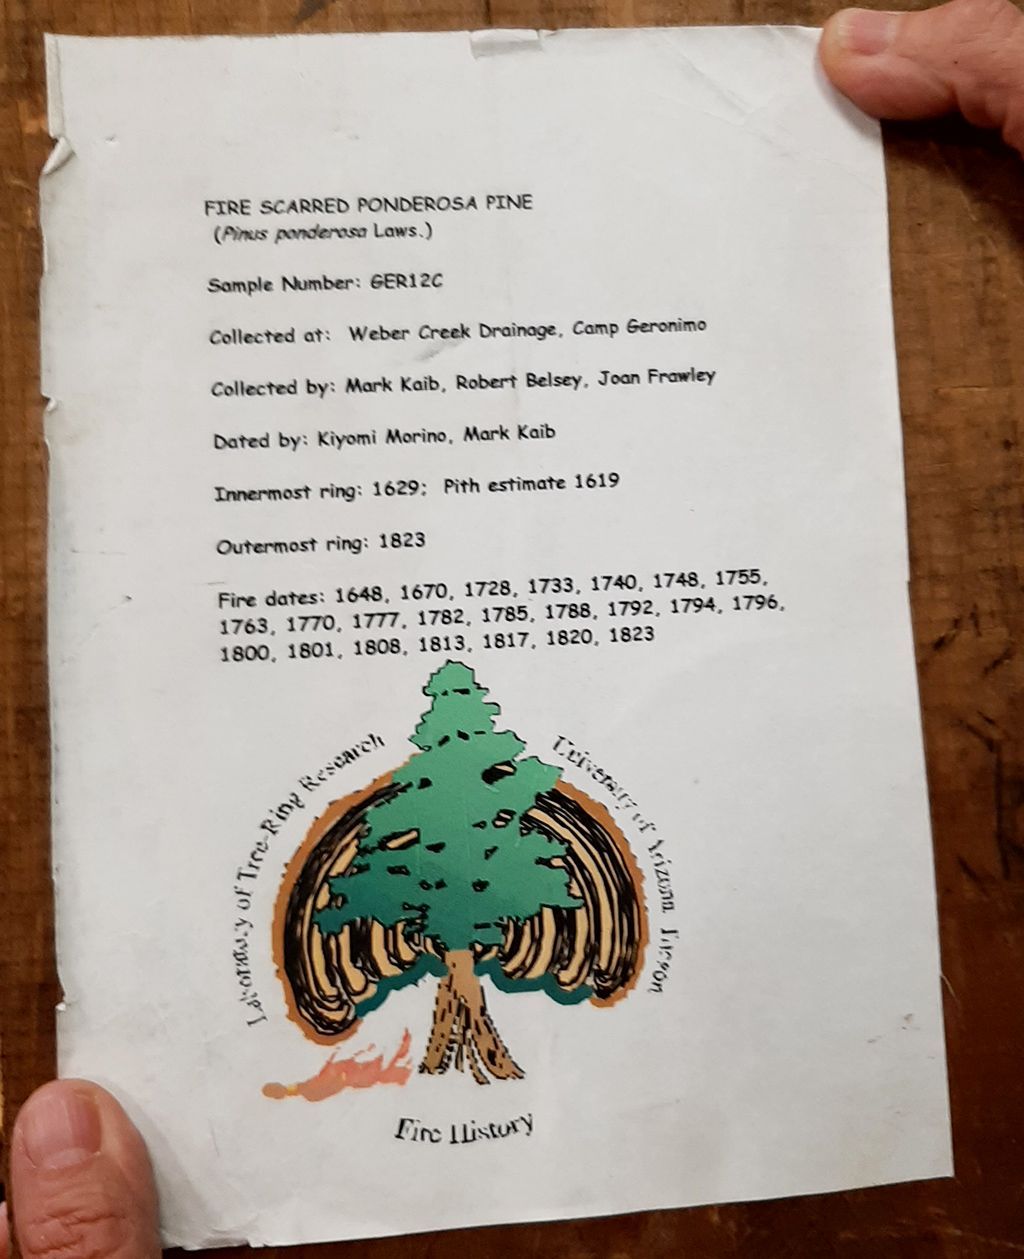 FIRE SCARRED PONDEROSA PINE
(Pinus ponderosa Laws.)
Sample Number: GER12C
Collected at: Weber Creek Drainage, Camp Geronimo
Collected by: Mark Kaib, Robert Belsey, Joan Frawley
Dated by: Kiyomi Morino, Mark Kaib
Innermost ring: 1629; Pith estimate 1619
Outermost ring: 1823
Fire dates: 1648, 1670, 1728, 1733, 1740, 1748, 1755,
1763, 1770, 1777, 1782, 1785, 1788, 1792, 1794, 1796,
1800, 1801, 1808, 1813, 1817, 1820, 1823
Laboratory of Tree-Ring Research
University of Arizona, Tucson
Fire History